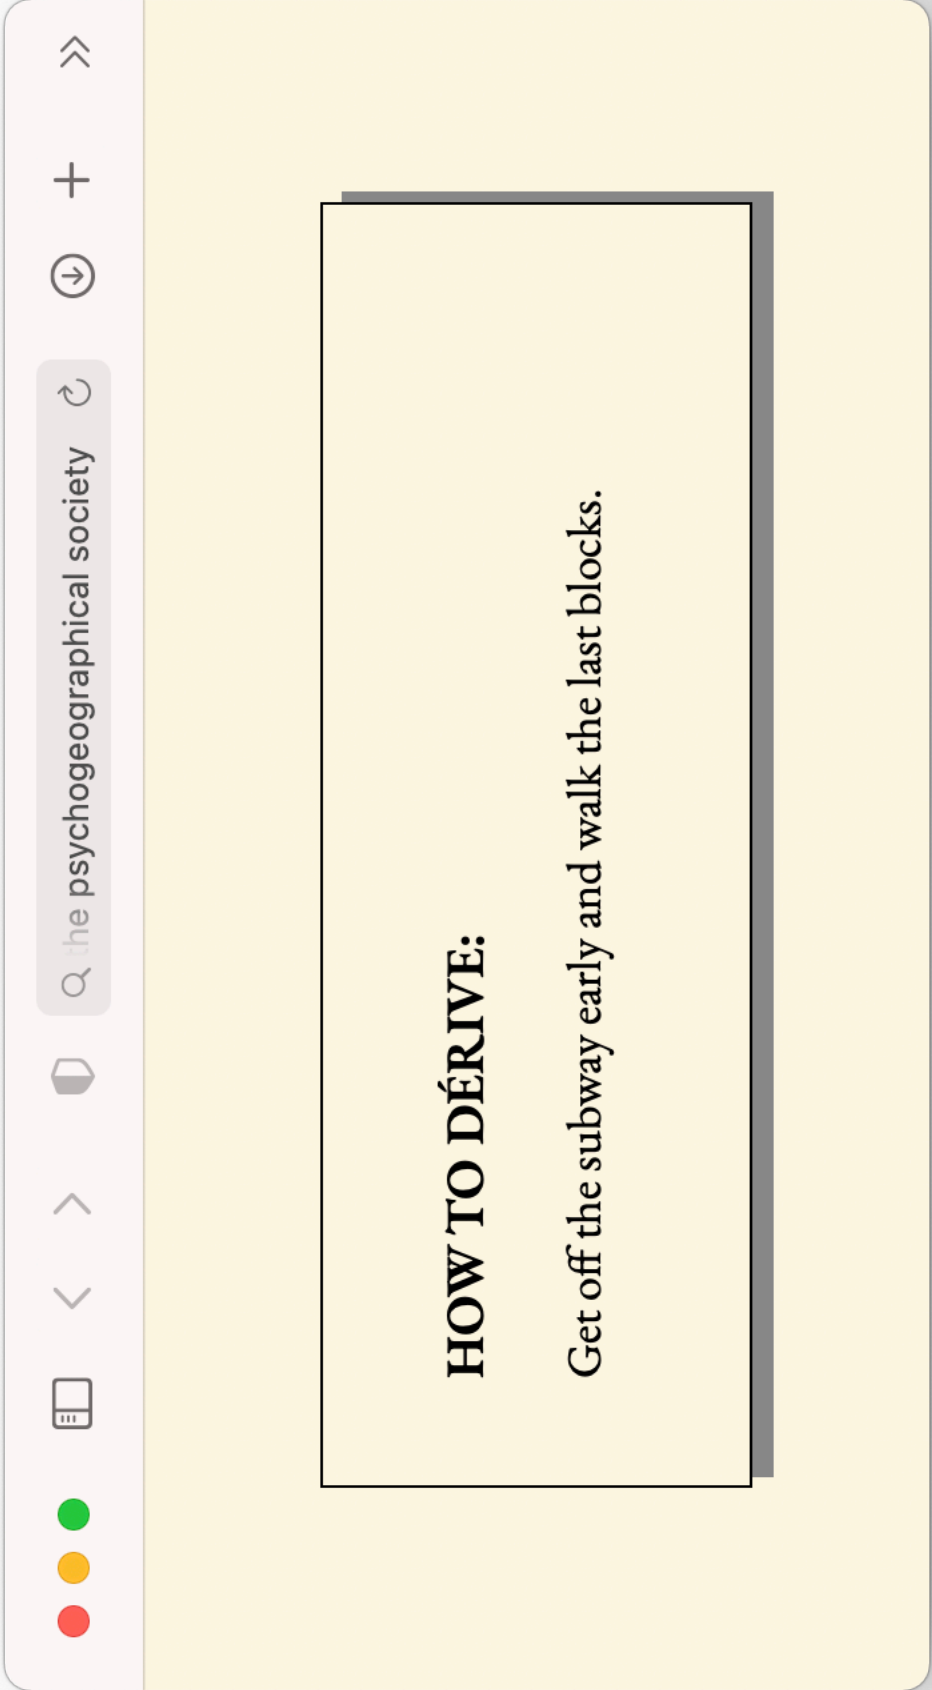 the psychogeographical society
HOW TO DÉRIVE:
Get off the subway early and walk the last blocks.